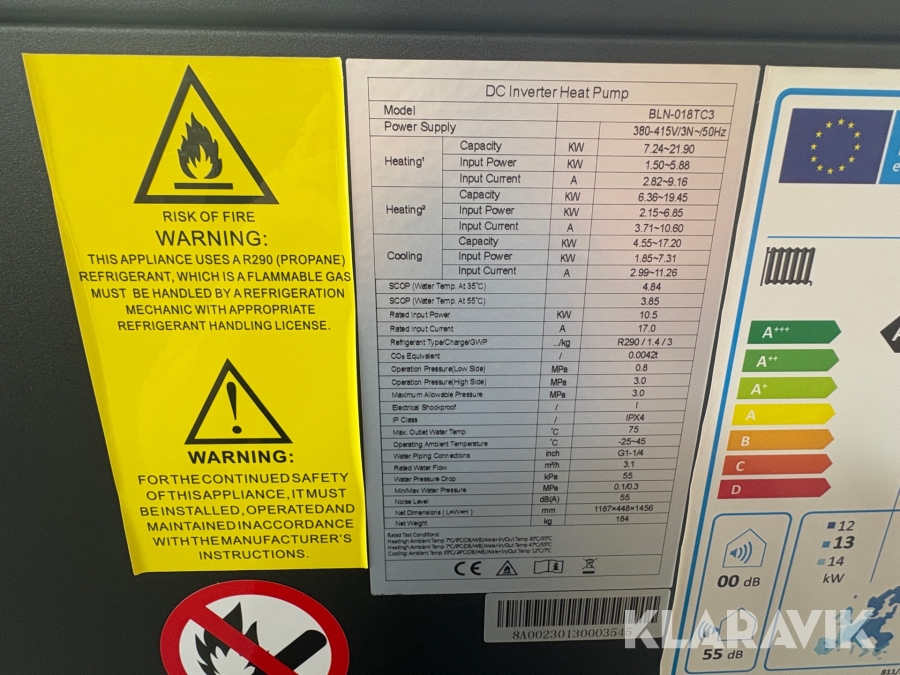 RISK OF FIRE
WARNING:
THIS APPLIANCE USES A R290 (PROPANE)
REFRIGERANT, WHICH IS A FLAMMABLE GAS
MUST BE HANDLED BY A REFRIGERATION
MECHANIC WITH APPROPRIATE
REFRIGERANT HANDLING LICENSE.
WARNING:
FOR THE CONTINUED SAFETY
OF THIS APPLIANCE, IT MUST
BE INSTALLED, OPERATED AND
MAINTAINED IN ACCORDANCE
WITH THE MANUFACTURER'S
INSTRUCTIONS.
DC Inverter Heat Pump
Model BLN-018TC3
Power Supply 380-415V/3N~/50Hz
Heating¹ Capacity KW 7.24~21.90
Input Power KW 1.50~5.88
Input Current A 2.82~9.16
Heating² Capacity KW 6.36~19.45
Input Power KW 2.15~6.85
Input Current A 3.71~10.60
Cooling Capacity KW 4.55~17.20
Input Power KW 1.85~7.31
Input Current A 2.99~11.26
SCOP (Water Temp. At 35°C) 4.84
SCOP (Water Temp. At 55°C) 3.85
Rated Input Power KW 10.5
Rated Input Current A 17.0
Refrigerant Type/Charge/GWP .../kg R290 / 1.4 / 3
CO₂ Equivalent / 0.0042t
Operation Pressure(Low Side) MPa 0.8
Operation Pressure(High Side) MPa 3.0
Maximum Allowable Pressure MPa 3.0
Electrical Shockproof / I
IP Class / IPX4
Max. Outlet Water Temp. °C 75
Operating Ambient Temperature °C -25~45
Water Piping Connections inch G1-1/4
Rated Water Flow m³/h 3.1
Water Pressure Drop kPa 55
Min/Max Water Pressure MPa 0.1/0.3
Noise Level dB(A) 55
Net Dimensions (L×W×H) mm 1187×448×1456
Net Weight kg 184
Rated Test Conditions:
CE
8A0023013000354
A+++
A++
A+
A
B
C
D
12
13
14
kW
00 dB
55 dB
811/
KLARAVIK